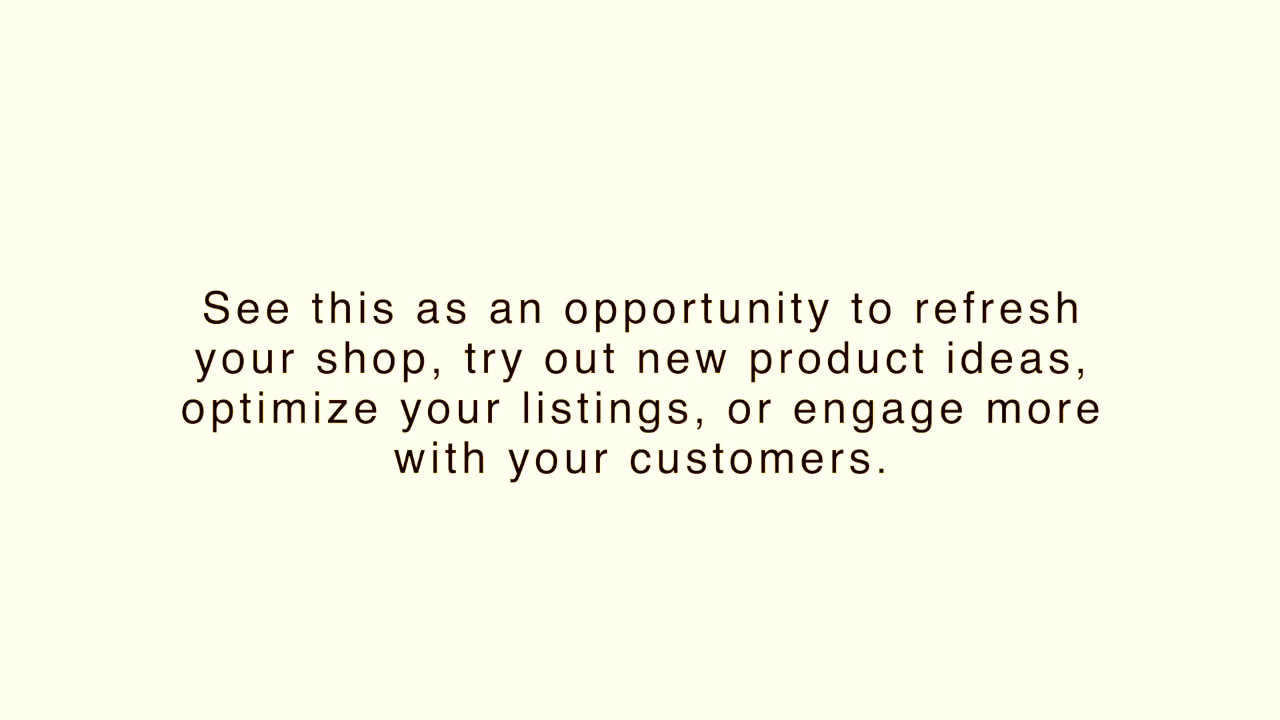 See this as an opportunity to refresh
your shop, try out new product ideas,
optimize your listings, or engage more
with your customers.